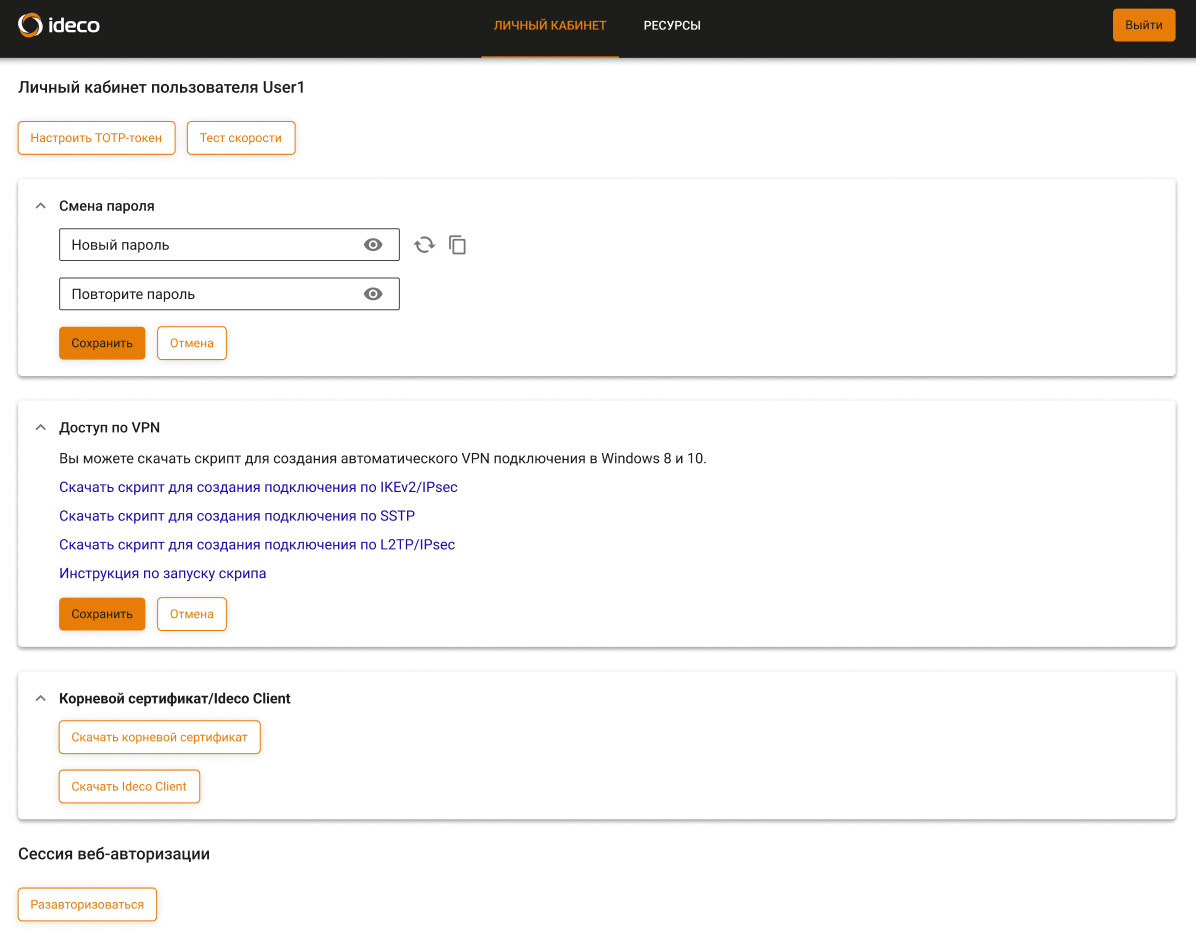 ideco ЛИЧНЫЙ КАБИНЕТ РЕСУРСЫ Выйти
Личный кабинет пользователя User1
Настроить TOTP-токен Тест скорости
Смена пароля
Новый пароль
Повторите пароль
Сохранить Отмена
Доступ по VPN
Вы можете скачать скрипт для создания автоматического VPN подключения в Windows 8 и 10.
Скачать скрипт для создания подключения по IKEv2/IPsec
Скачать скрипт для создания подключения по SSTP
Скачать скрипт для создания подключения по L2TP/IPsec
Инструкция по запуску скрипа
Сохранить Отмена
Корневой сертификат/Ideco Client
Скачать корневой сертификат
Скачать Ideco Client
Сессия веб-авторизации
Разавторизоваться